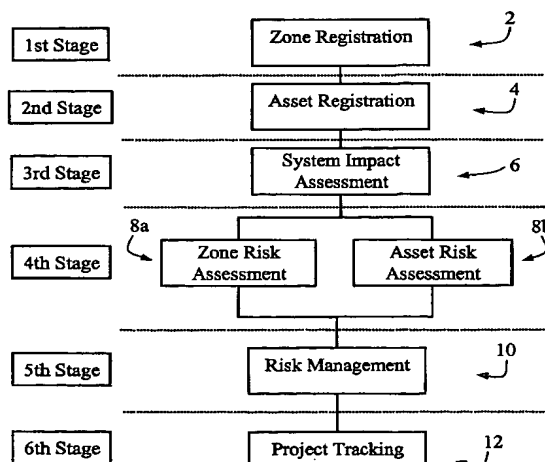 1st Stage
Zone Registration
2
2nd Stage
Asset Registration
4
3rd Stage
System Impact
Assessment
6
4th Stage
8a
Zone Risk
Assessment
Asset Risk
Assessment
8b
5th Stage
Risk Management
10
6th Stage
Project Tracking
12